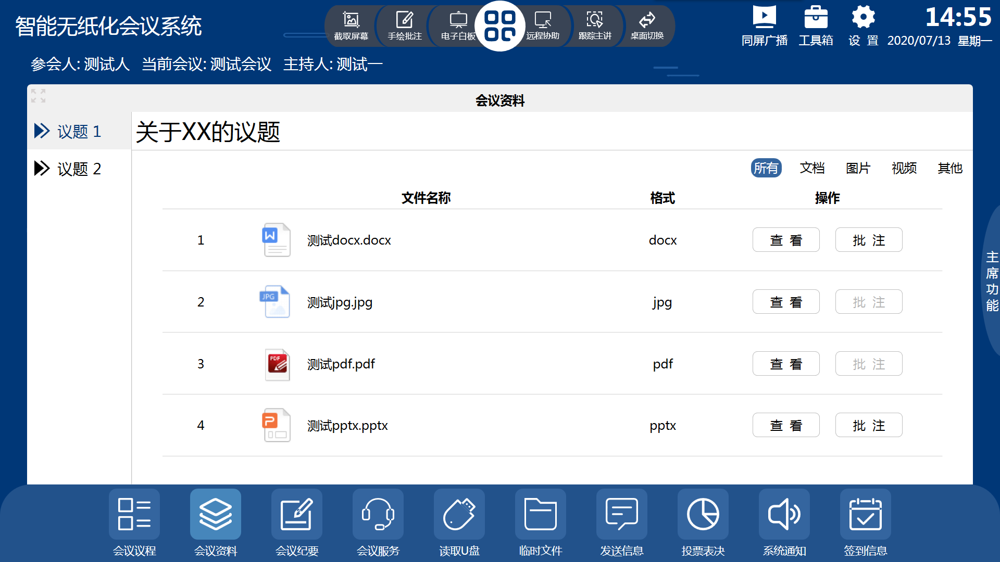 智能无纸化会议系统
截取屏幕 手绘批注 电子白板 远程协助 跟踪主讲 桌面切换
同屏广播 工具箱 设 置
14:55
2020/07/13 星期一
参会人: 测试人 当前会议: 测试会议 主持人: 测试一
会议资料
议题 1
议题 2
关于XX的议题
所有 文档 图片 视频 其他
文件名称 格式 操作
1 W 测试docx.docx docx 查 看 批 注
2 JPG 测试jpg.jpg jpg 查 看 批 注
3 PDF 测试pdf.pdf pdf 查 看 批 注
4 P 测试pptx.pptx pptx 查 看 批 注
主席功能
会议议程 会议资料 会议纪要 会议服务 读取U盘 临时文件 发送信息 投票表决 系统通知 签到信息